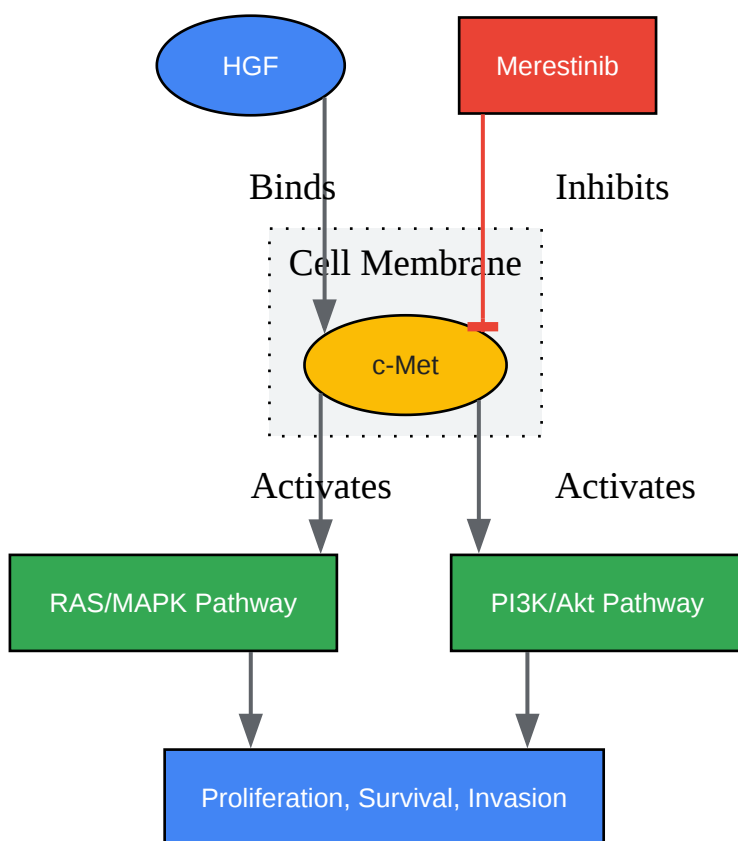 HGF
Merestinib
Binds
Inhibits
Cell Membrane
c-Met
Activates
Activates
RAS/MAPK Pathway
PI3K/Akt Pathway
Proliferation, Survival, Invasion